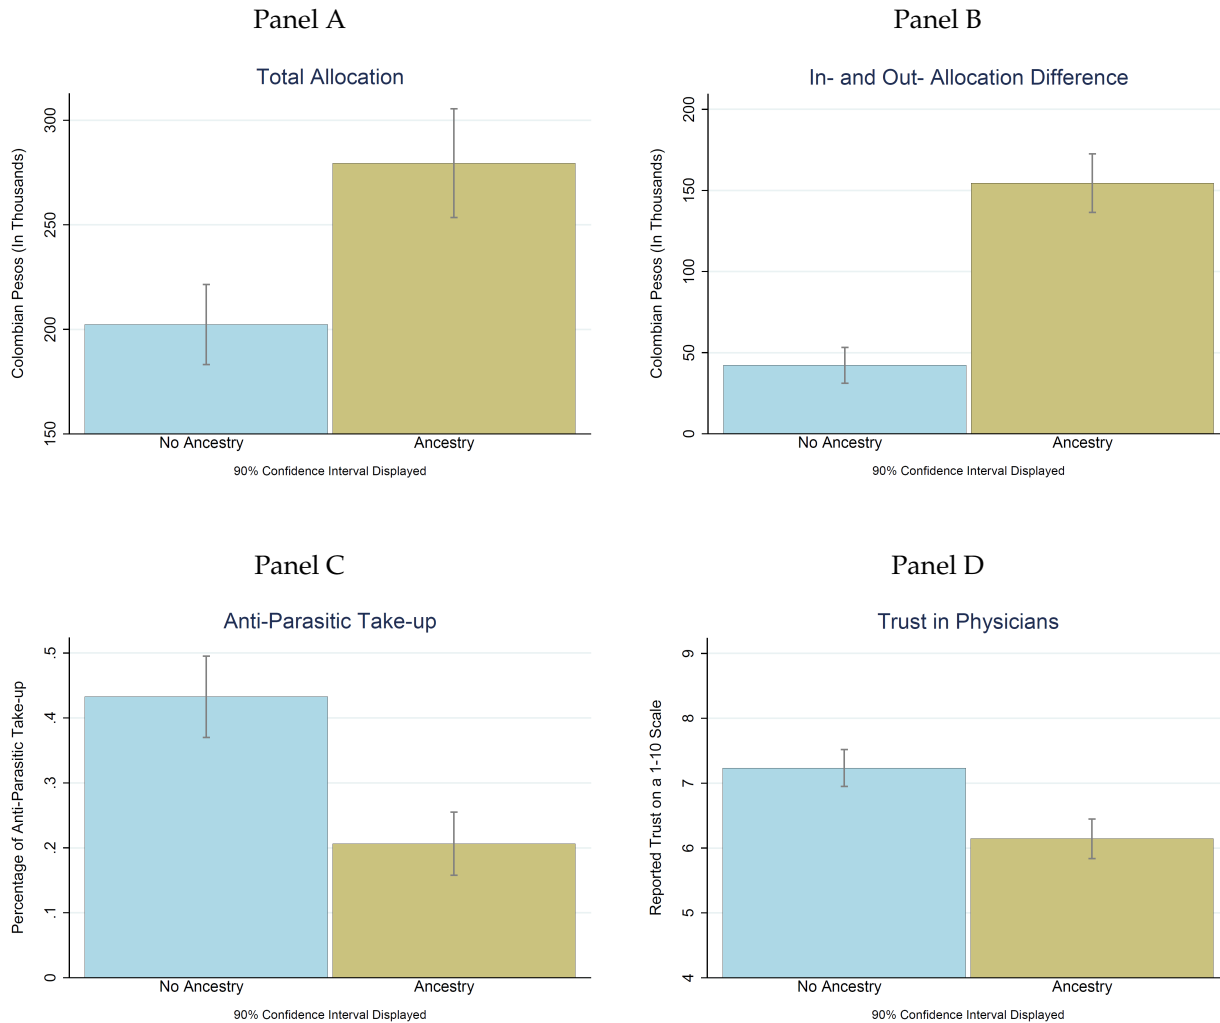 Panel A
Total Allocation
Colombian Pesos (In Thousands)
300
250
200
150
No Ancestry
Ancestry
90% Confidence Interval Displayed
Panel B
In- and Out- Allocation Difference
Colombian Pesos (In Thousands)
200
150
100
50
0
No Ancestry
Ancestry
90% Confidence Interval Displayed
Panel C
Anti-Parasitic Take-up
Percentage of Anti-Parasitic Take-up
.5
.4
.3
.2
.1
0
No Ancestry
Ancestry
90% Confidence Interval Displayed
Panel D
Trust in Physicians
Reported Trust on a 1-10 Scale
9
8
7
6
5
4
No Ancestry
Ancestry
90% Confidence Interval Displayed